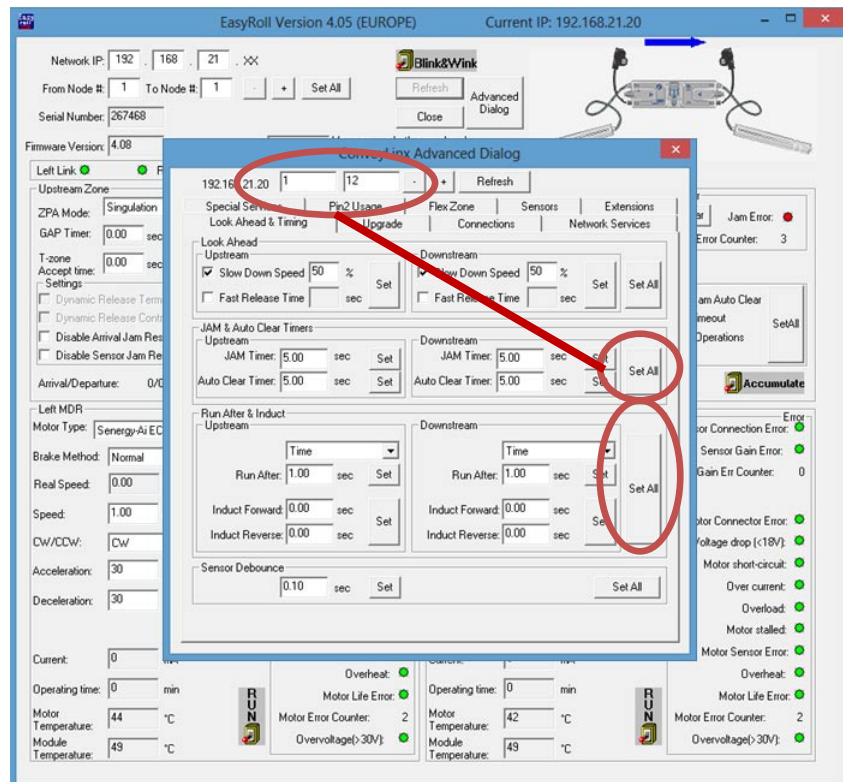 EasyRoll Version 4.05 (EUROPE) Current IP: 192.168.21.20
Network IP: 192 . 168 . 21 . XX
Blink&Wink
From Node #: 1 To Node #: 1 - + Set All
Refresh
Advanced Dialog
Serial Number: 267468
Close
Firmware Version: 4.08
Left Link
Upstream Zone
ZPA Mode: Singulation
GAP Timer: 0.00 sec
T-zone
Accept time: 0.00 sec
Settings
Dynamic Release
Dynamic Release
Disable Arrival Jam
Disable Sensor Jam
Arrival/Departure:
Left MDR
Motor Type: Senergy-Ai
Brake Method: Normal
Real Speed: 0.00
Speed: 1.00
CW/CCW: CW
Acceleration: 30
Deceleration: 30
Current: 0
Operating time: 0 min
Motor
Temperature: 44 °C
Module
Temperature: 49 °C
RUN
Overheat:
Motor Life Error:
Motor Error Counter: 2
Overvoltage(>30V):
ConveyLinx Advanced Dialog
1 12 - + Refresh
Pin2 Usage Flex Zone Sensors Extensions
Look Ahead & Timing Upgrade Connections Network Services
Look Ahead
Upstream
Slow Down Speed 50 % Set
Fast Release Time sec
Downstream
Slow Down Speed 50 % Set Set All
Fast Release Time sec
JAM & Auto Clear Timers
Upstream
JAM Timer: 5.00 sec Set
Auto Clear Timer: 5.00 sec Set
Downstream
JAM Timer: 5.00 sec Set
Auto Clear Timer: 5.00 sec Set
Set All
Run After & Induct
Upstream
Time
Run After: 1.00 sec Set
Induct Forward: 0.00 sec
Induct Reverse: 0.00 sec
Set
Downstream
Time
Run After: 1.00 sec Set
Induct Forward: 0.00 sec
Induct Reverse: 0.00 sec
Set
Set All
Sensor Debounce
0.10 sec Set Set All
Operating time: 0 min
Motor
Temperature: 42 °C
Module
Temperature: 49 °C
RUN
Jam Error:
Error Counter: 3
Auto Clear
Operations
SetAll
Accumulate
Error
Connection Error:
Sensor Gain Error:
Gain Err Counter: 0
Connector Error:
Voltage drop (<18V):
Motor short-circuit:
Over current:
Overload:
Motor stalled:
Motor Sensor Error:
Overheat:
Motor Life Error:
Motor Error Counter: 2
Overvoltage(>30V):